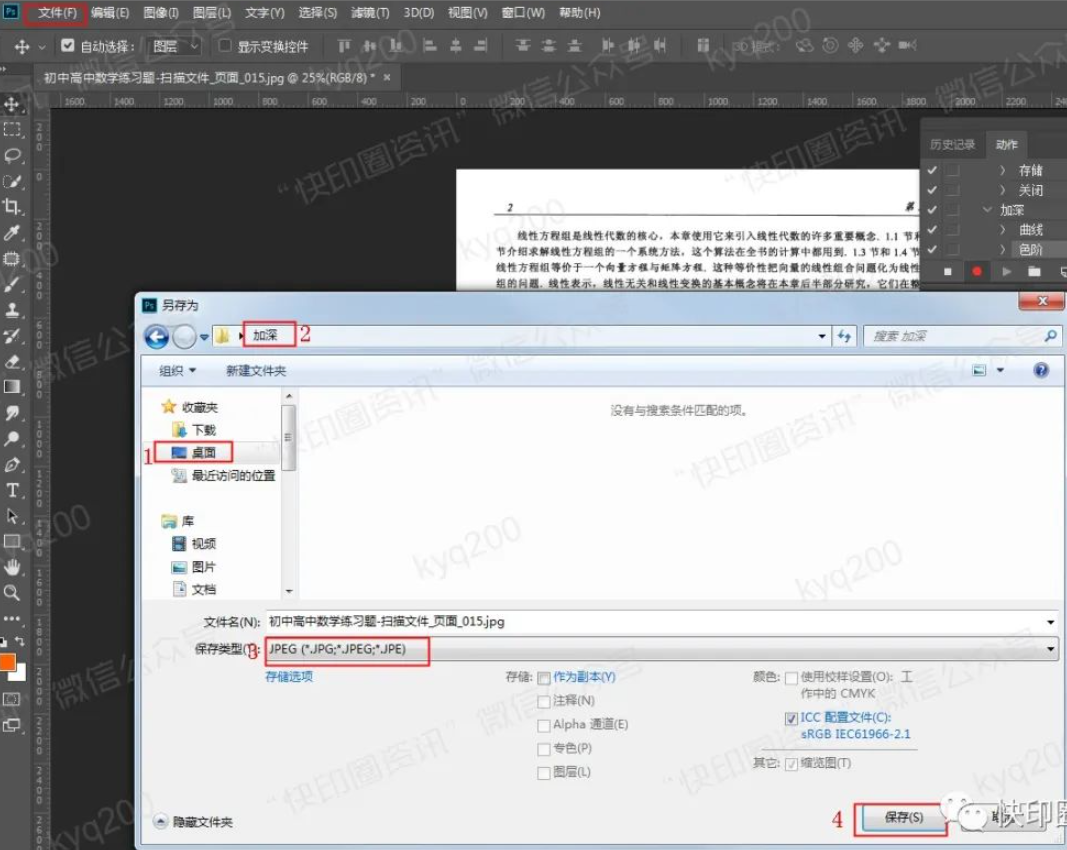 Ps 文件(F) 编辑(E) 图像(I) 图层(L) 文字(Y) 选择(S) 滤镜(T) 3D(D) 视图(V) 窗口(W) 帮助(H)
自动选择: 图层 显示变换控件 3D 模式:
初中高中数学练习题-扫描文件_页面_015.jpg @ 25%(RGB/8) * ×
1600 1400 1200 1000 800 600 400 200 0 200 400 600 800 1000 1200 1400 1600 1800 2000 2200
历史记录 动作
存储
关闭
加深
曲线
色阶
2 第
线性方程组是线性代数的核心，本章使用它来引入线性代数的许多重要概念. 1.1 节和
节介绍求解线性方程组的一个系统方法，这个算法在全书的计算中都用到. 1.3 节和 1.4 节
线性方程组等价于一个向量方程与矩阵方程. 这种等价性把向量的线性组合问题化为线性
组的问题. 线性表示，线性无关和线性变换的基本概念将在本章后半部分研究，它们在整
Ps 另存为 X
加深 2 搜索 加深
组织 新建文件夹
收藏夹
下载
1 桌面
最近访问的位置
库
视频
图片
文档
没有与搜索条件匹配的项。
文件名(N): 初中高中数学练习题-扫描文件_页面_015.jpg
保存类型(T): 3 JPEG (*.JPG;*.JPEG;*.JPE)
存储选项
存储: 作为副本(Y)
注释(N)
Alpha 通道(E)
专色(P)
图层(L)
颜色: 使用校样设置(O): 工
作中的 CMYK
ICC 配置文件(C):
sRGB IEC61966-2.1
其它: 缩览图(T)
隐藏文件夹
4 保存(S) 取消
快印圈
微信公众号
“快印圈资讯”
kyq200